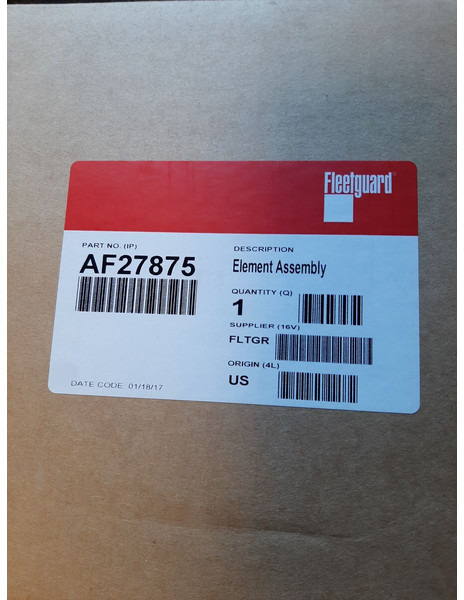 Fleetguard
PART NO. (IP)
AF27875
DESCRIPTION
Element Assembly
QUANTITY (Q)
1
SUPPLIER (16V)
FLTGR
ORIGIN (4L)
US
DATE CODE: 01/18/17